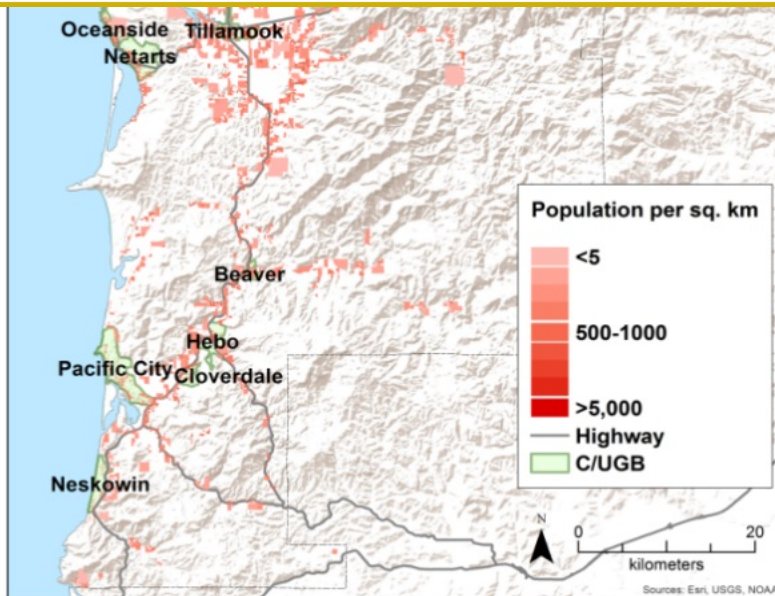 Oceanside
Tillamook
Netarts
Population per sq. km
<5
500-1000
>5,000
Highway
C/UGB
Beaver
Hebo
Pacific City
Cloverdale
Neskowin
N
0
20
kilometers
Sources: Esri, USGS, NOAA